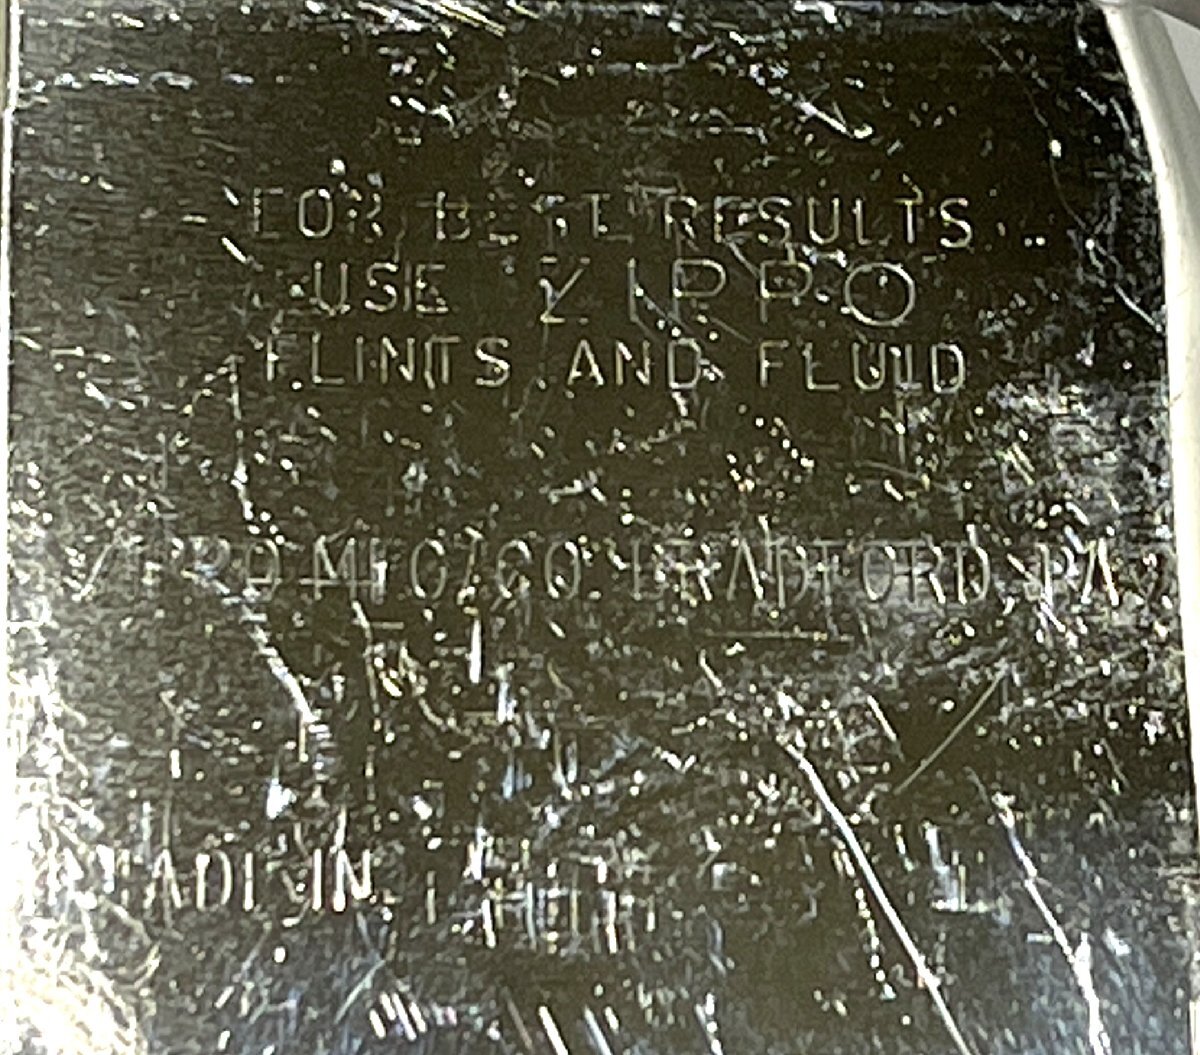 FOR BEST RESULTS
USE ZIPPO
FLINTS AND FLUID
ZIPPO MFG. CO. BRADFORD, PA.
MADE IN